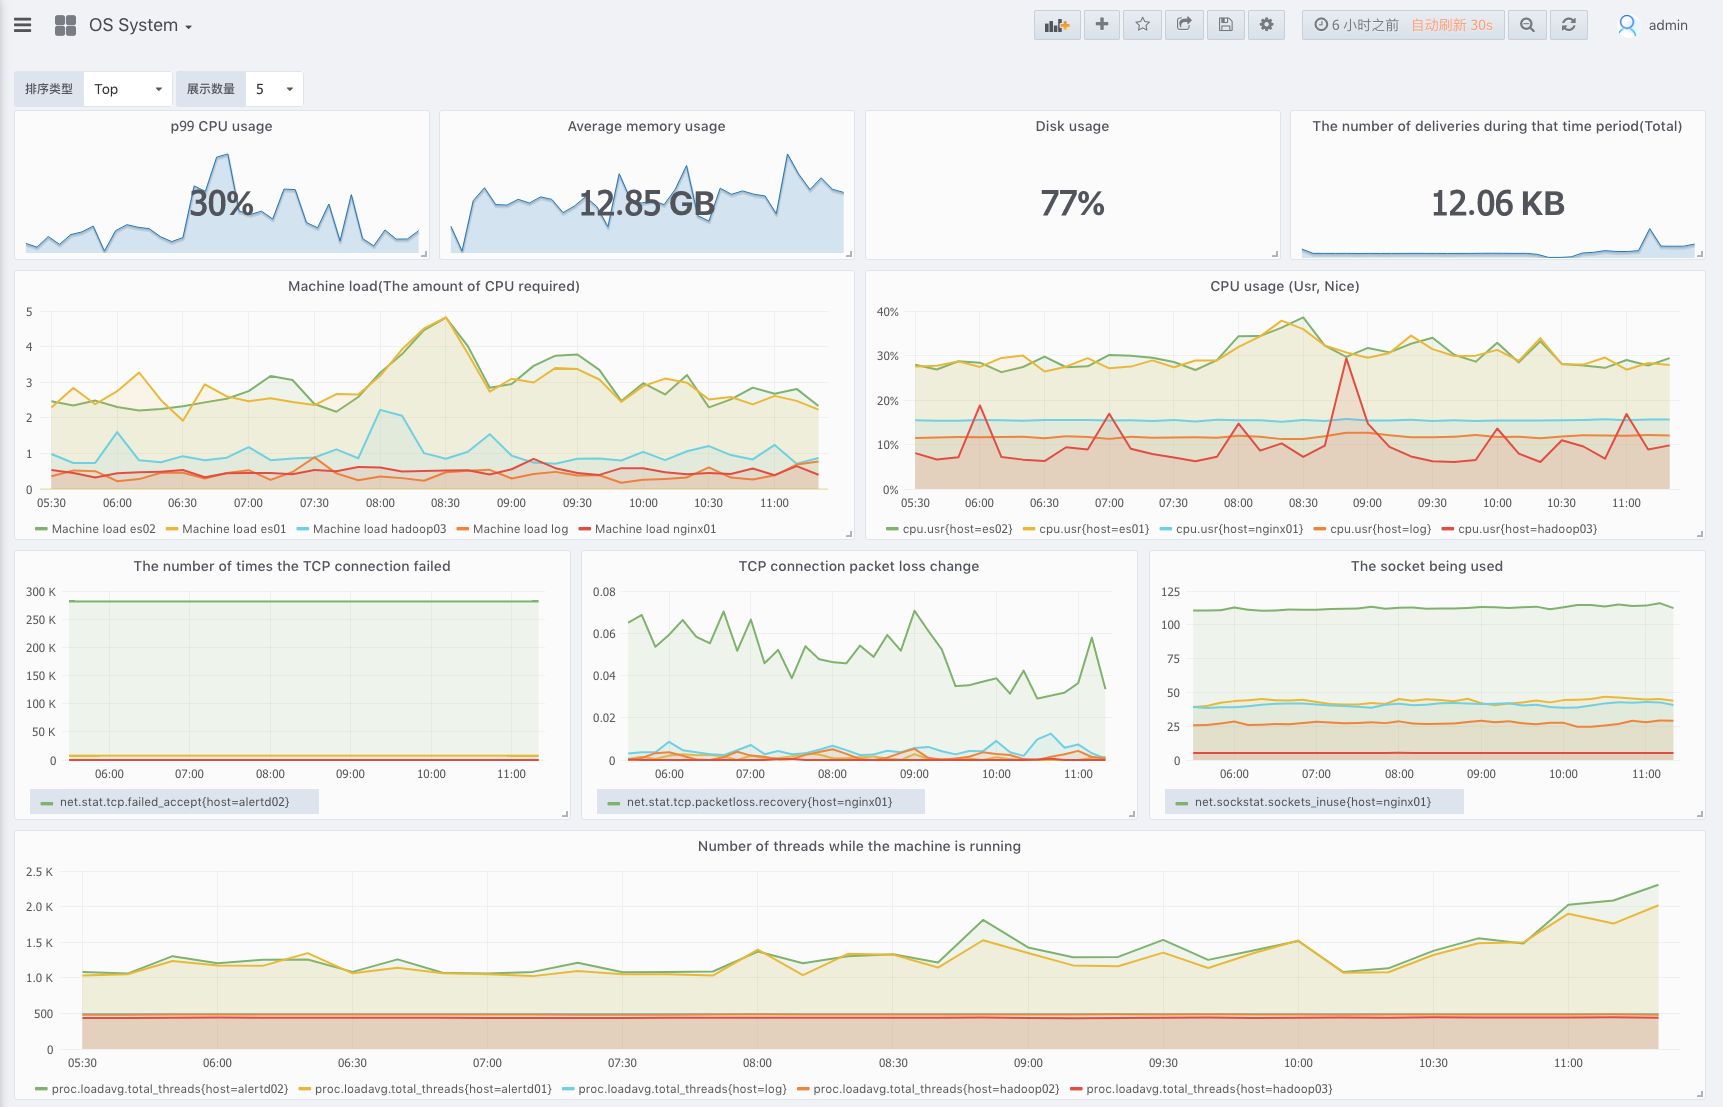 OS System
6 小时之前 自动刷新 30s
admin
排序类型 Top 展示数量 5
p99 CPU usage
30%
Average memory usage
12.85 GB
Disk usage
77%
The number of deliveries during that time period(Total)
12.06 KB
Machine load(The amount of CPU required)
5
4
3
2
1
0
05:30 06:00 06:30 07:00 07:30 08:00 08:30 09:00 09:30 10:00 10:30 11:00
Machine load es02 Machine load es01 Machine load hadoop03 Machine load log Machine load nginx01
CPU usage (Usr, Nice)
40%
30%
20%
10%
0%
05:30 06:00 06:30 07:00 07:30 08:00 08:30 09:00 09:30 10:00 10:30 11:00
cpu.usr{host=es02} cpu.usr{host=es01} cpu.usr{host=nginx01} cpu.usr{host=log} cpu.usr{host=hadoop03}
The number of times the TCP connection failed
300 K
250 K
200 K
150 K
100 K
50 K
0
06:00 07:00 08:00 09:00 10:00 11:00
net.stat.tcp.failed_accept{host=alertd02}
TCP connection packet loss change
0.08
0.06
0.04
0.02
0
06:00 07:00 08:00 09:00 10:00 11:00
net.stat.tcp.packetloss.recovery{host=nginx01}
The socket being used
125
100
75
50
25
0
06:00 07:00 08:00 09:00 10:00 11:00
net.sockstat.sockets_inuse{host=nginx01}
Number of threads while the machine is running
2.5 K
2.0 K
1.5 K
1.0 K
500
0
05:30 06:00 06:30 07:00 07:30 08:00 08:30 09:00 09:30 10:00 10:30 11:00
proc.loadavg.total_threads{host=alertd02} proc.loadavg.total_threads{host=alertd01} proc.loadavg.total_threads{host=log} proc.loadavg.total_threads{host=hadoop02} proc.loadavg.total_threads{host=hadoop03}